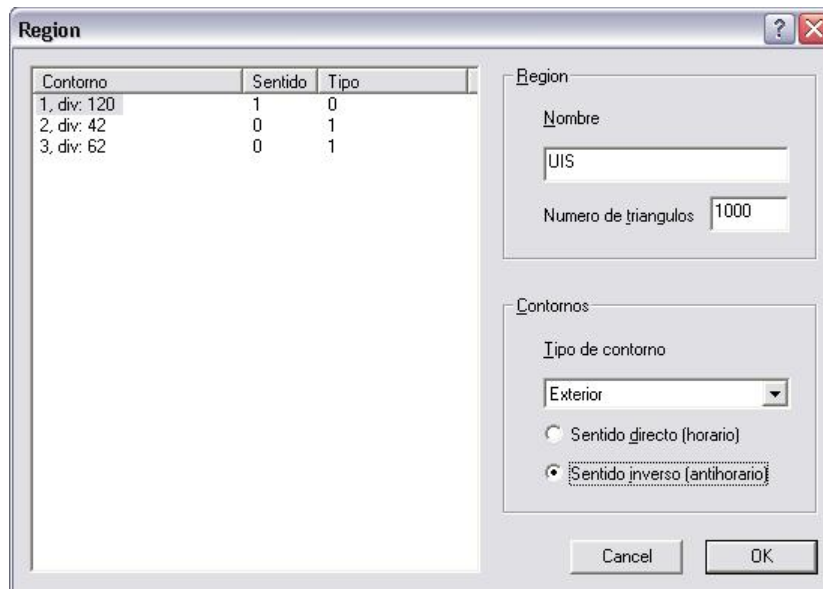 Region
Contorno Sentido Tipo
1, div: 120 1 0
2, div: 42 0 1
3, div: 62 0 1
Region
Nombre
UIS
Numero de triangulos 1000
Contornos
Tipo de contorno
Exterior
Sentido directo (horario)
Sentido inverso (antihorario)
Cancel OK